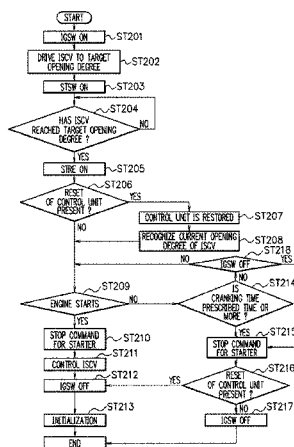 START
IGSW ON
ST201
DRIVE ISCV TO TARGET
OPENING DEGREE
ST202
STSW ON
ST203
ST204
HAS ISCV
REACHED TARGET OPENING
DEGREE ?
NO
YES
STRE ON
ST205
ST206
RESET
OF CONTROL UNIT
PRESENT ?
YES
NO
CONTROL UNIT IS RESTORED
ST207
RECOGNIZE CURRENT OPENING
DEGREE OF ISCV
ST208
ST218
NO
IGSW OFF
YES
NO
ST209
ENGINE STARTS
NO
YES
ST214
IS
CRANKING TIME
PRESCRIBED TIME OR
MORE ?
YES
ST215
STOP COMMAND
FOR STARTER
ST210
STOP COMMAND
FOR STARTER
ST211
CONTROL ISCV
ST212
IGSW OFF
YES
ST216
RESET
OF CONTROL UNIT
PRESENT ?
NO
ST217
IGSW OFF
ST213
INITIALIZATION
END